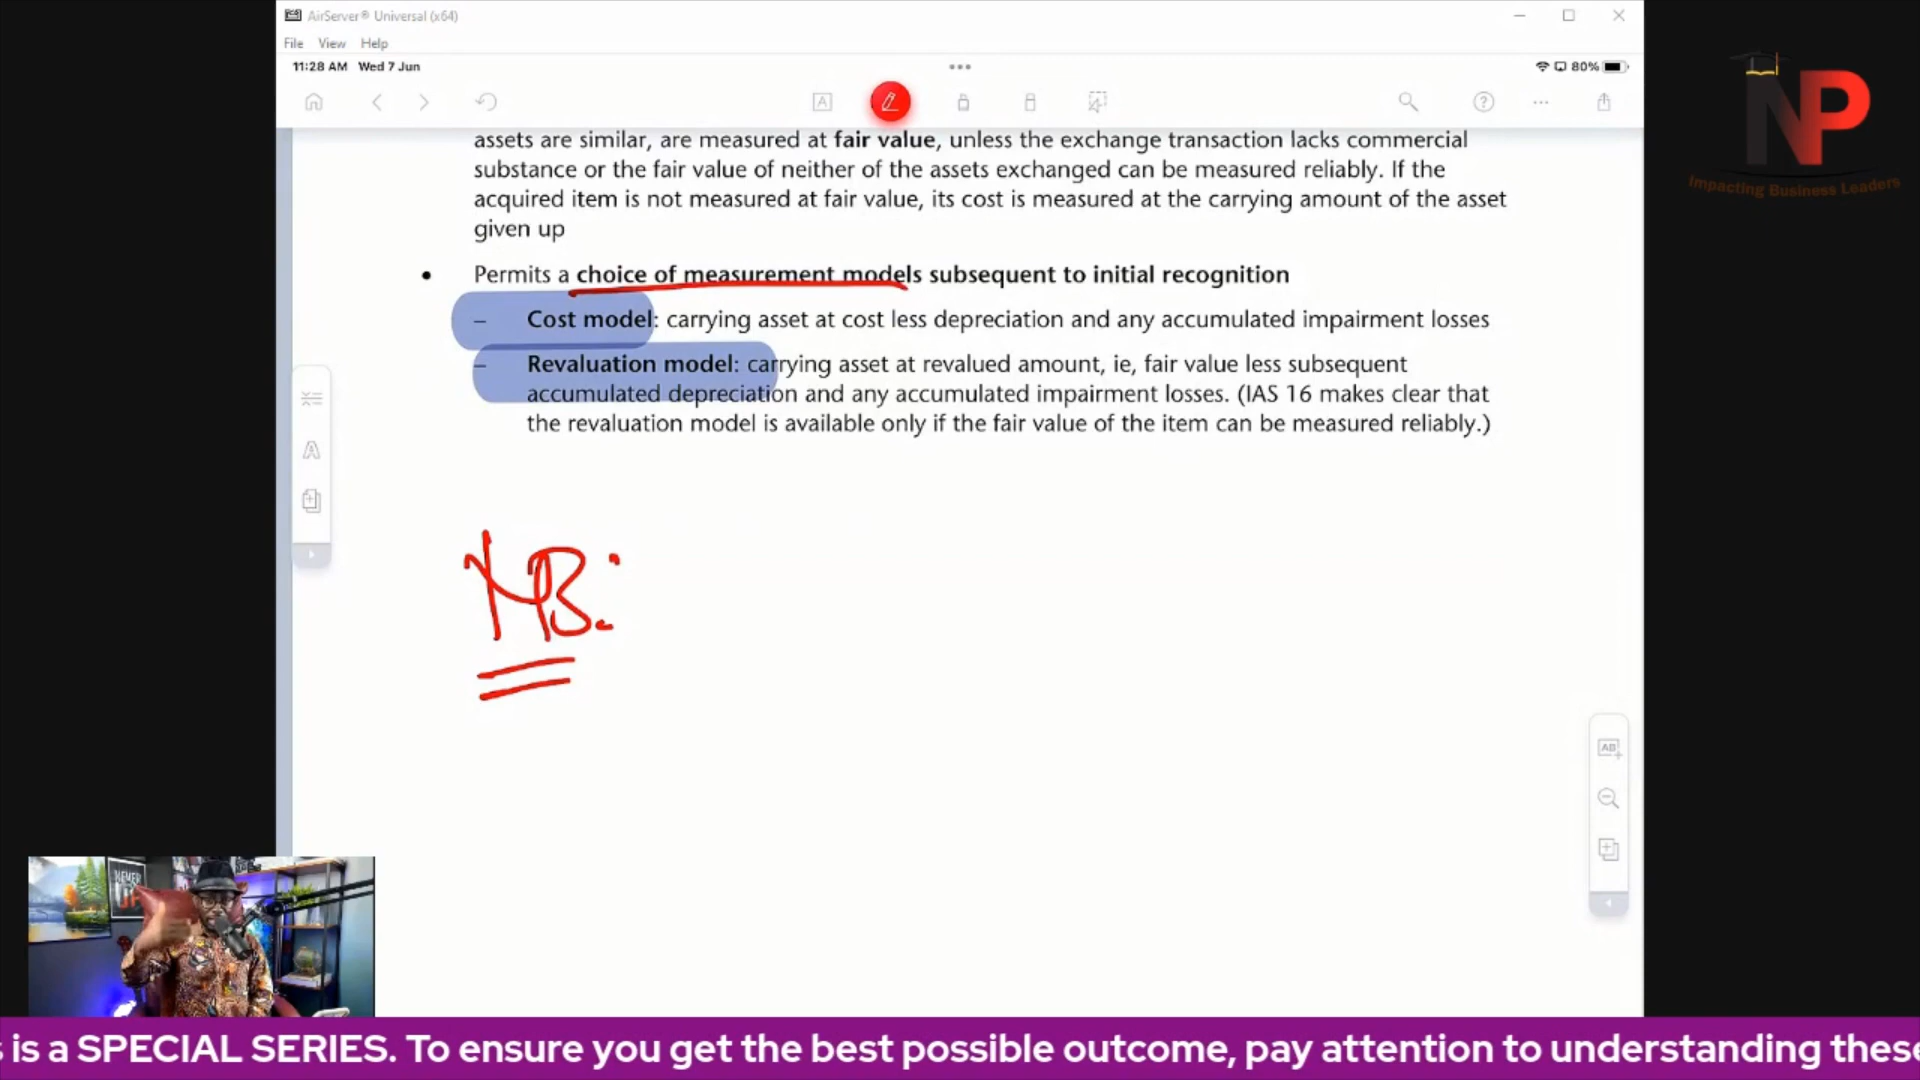 AirServer® Universal (x64)
File View Help
11:28 AM Wed 7 Jun
80%
assets are similar, are measured at fair value, unless the exchange transaction lacks commercial
substance or the fair value of neither of the assets exchanged can be measured reliably. If the
acquired item is not measured at fair value, its cost is measured at the carrying amount of the asset
given up
• Permits a choice of measurement models subsequent to initial recognition
– Cost model: carrying asset at cost less depreciation and any accumulated impairment losses
– Revaluation model: carrying asset at revalued amount, ie, fair value less subsequent
accumulated depreciation and any accumulated impairment losses. (IAS 16 makes clear that
the revaluation model is available only if the fair value of the item can be measured reliably.)
NB:
NP
Impacting Business Leaders
NEVER
is a SPECIAL SERIES. To ensure you get the best possible outcome, pay attention to understanding these